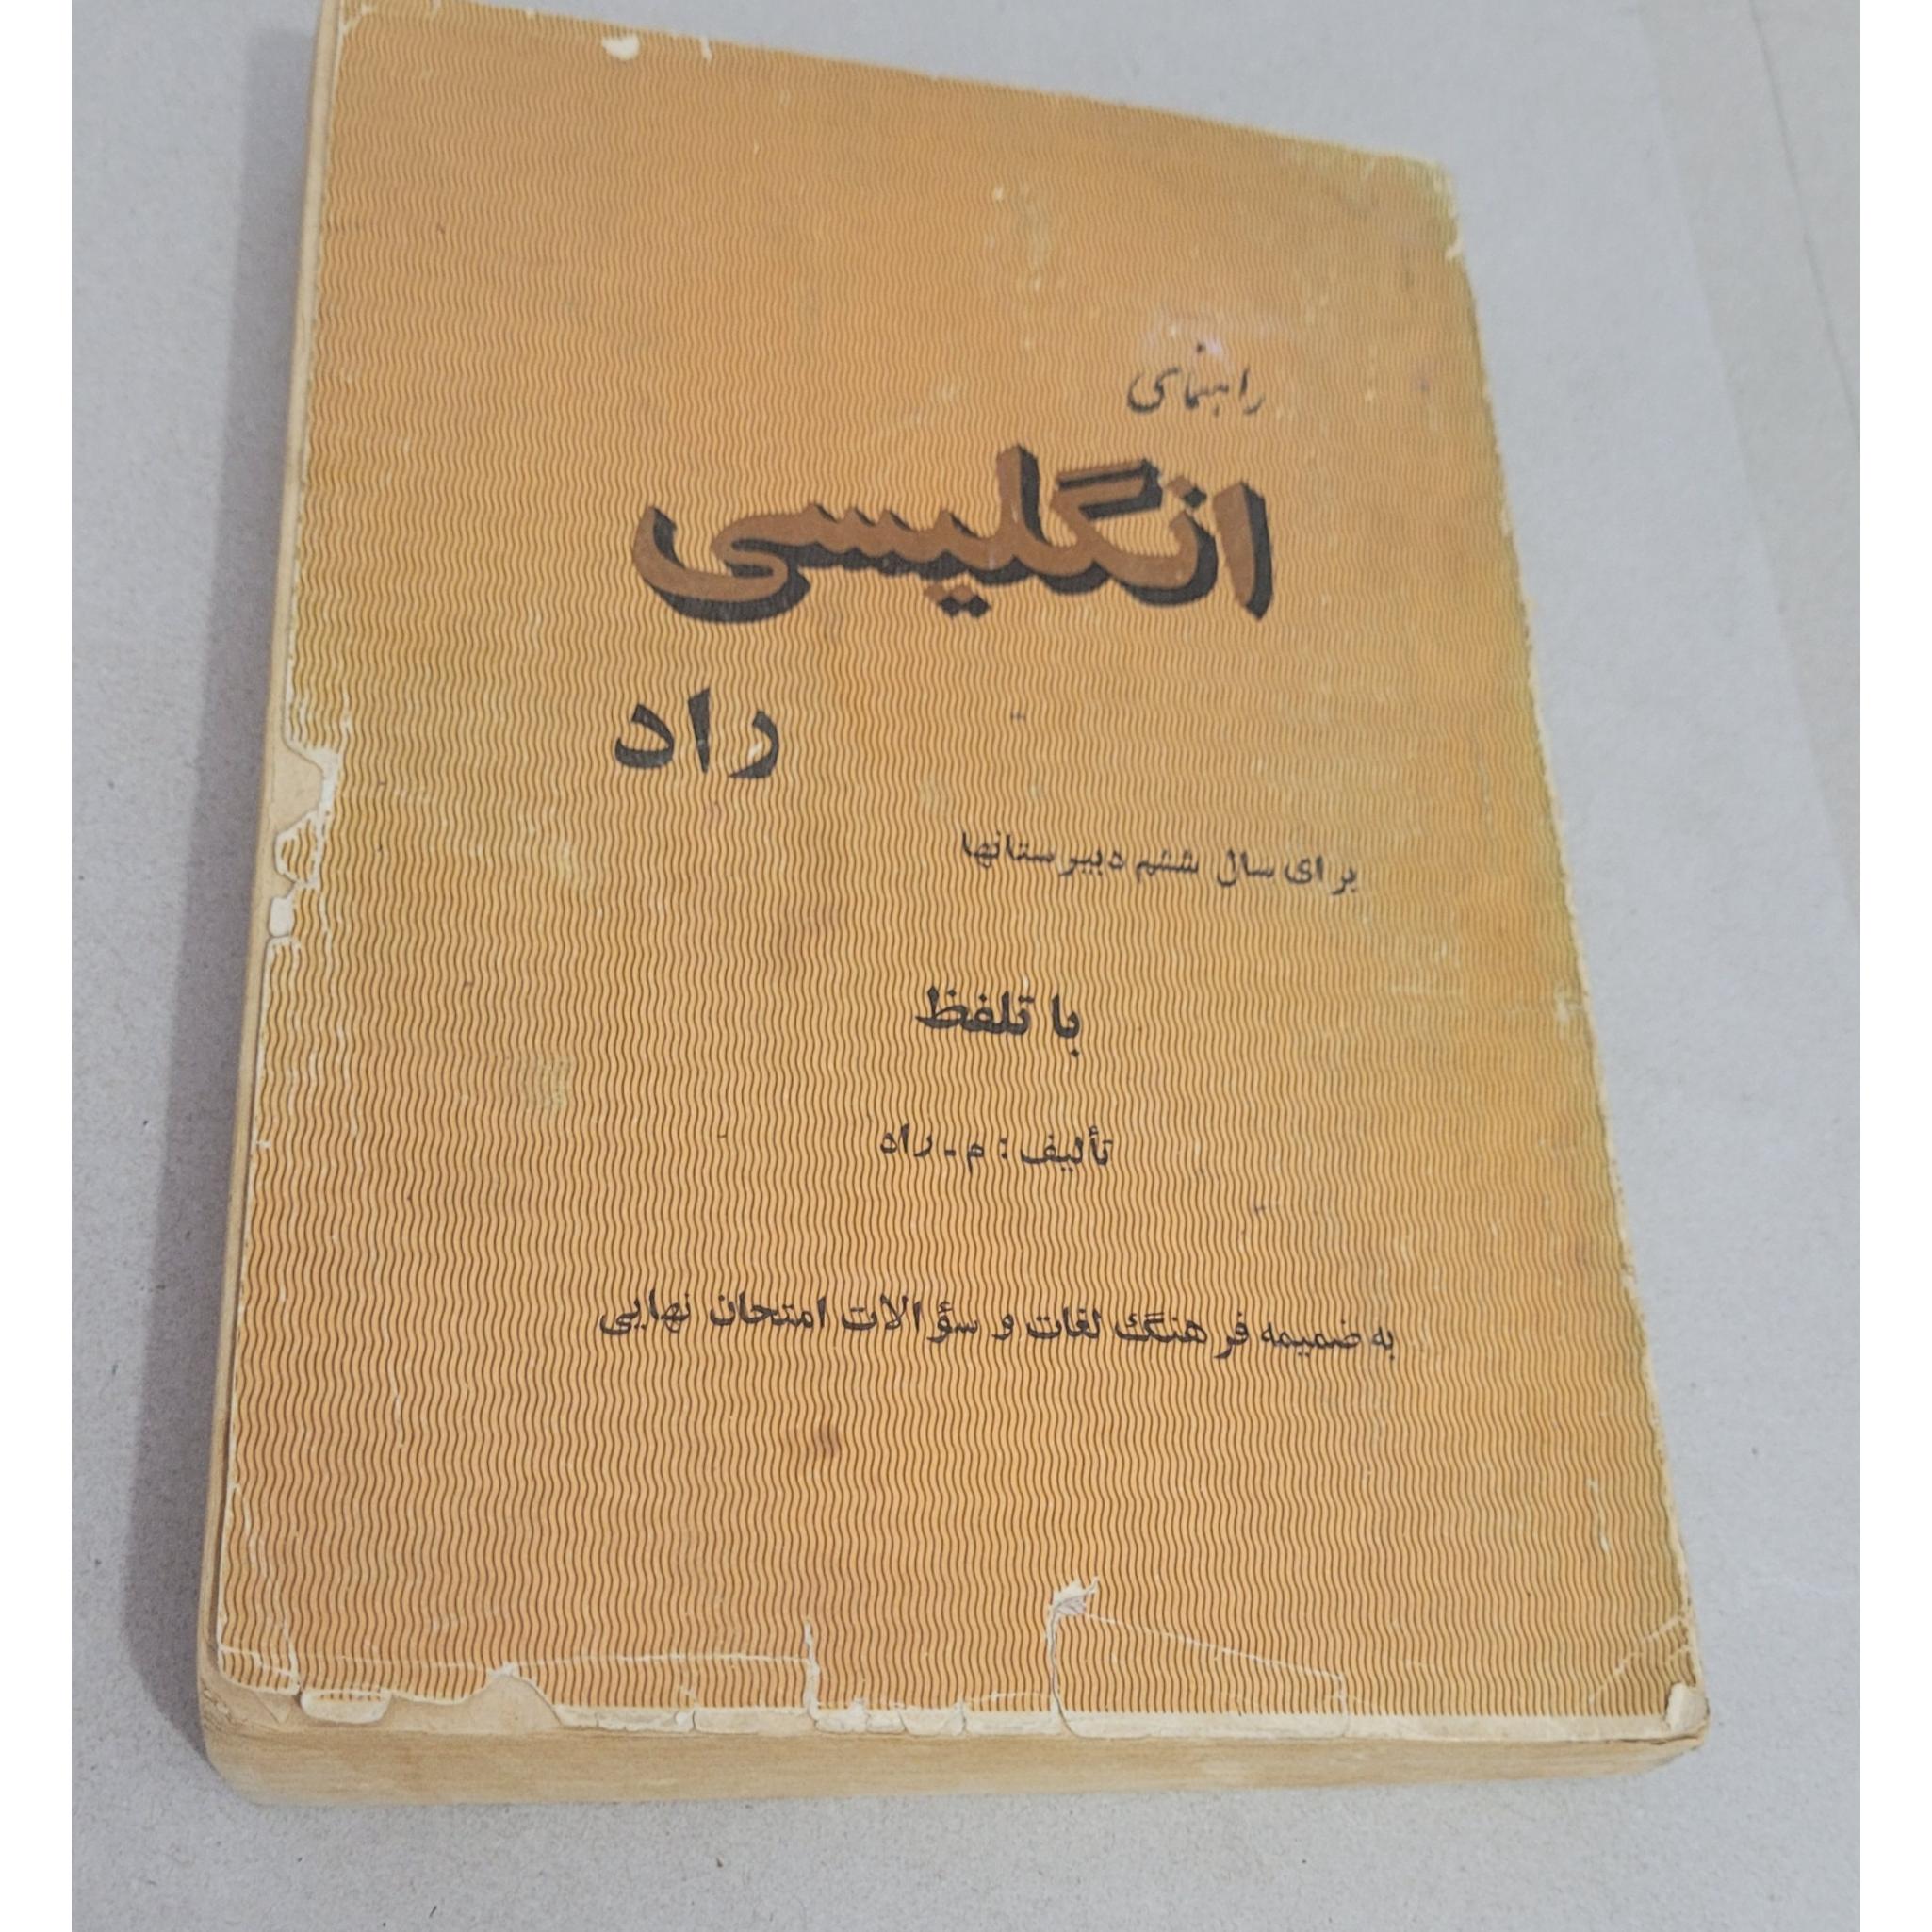 راهنمای
انگلیسی
راد
برای سال ششم دبیرستانها
با تلفظ
تألیف : م - راد
به ضمیمه فرهنگ لغات و سؤالات امتحان نهایی